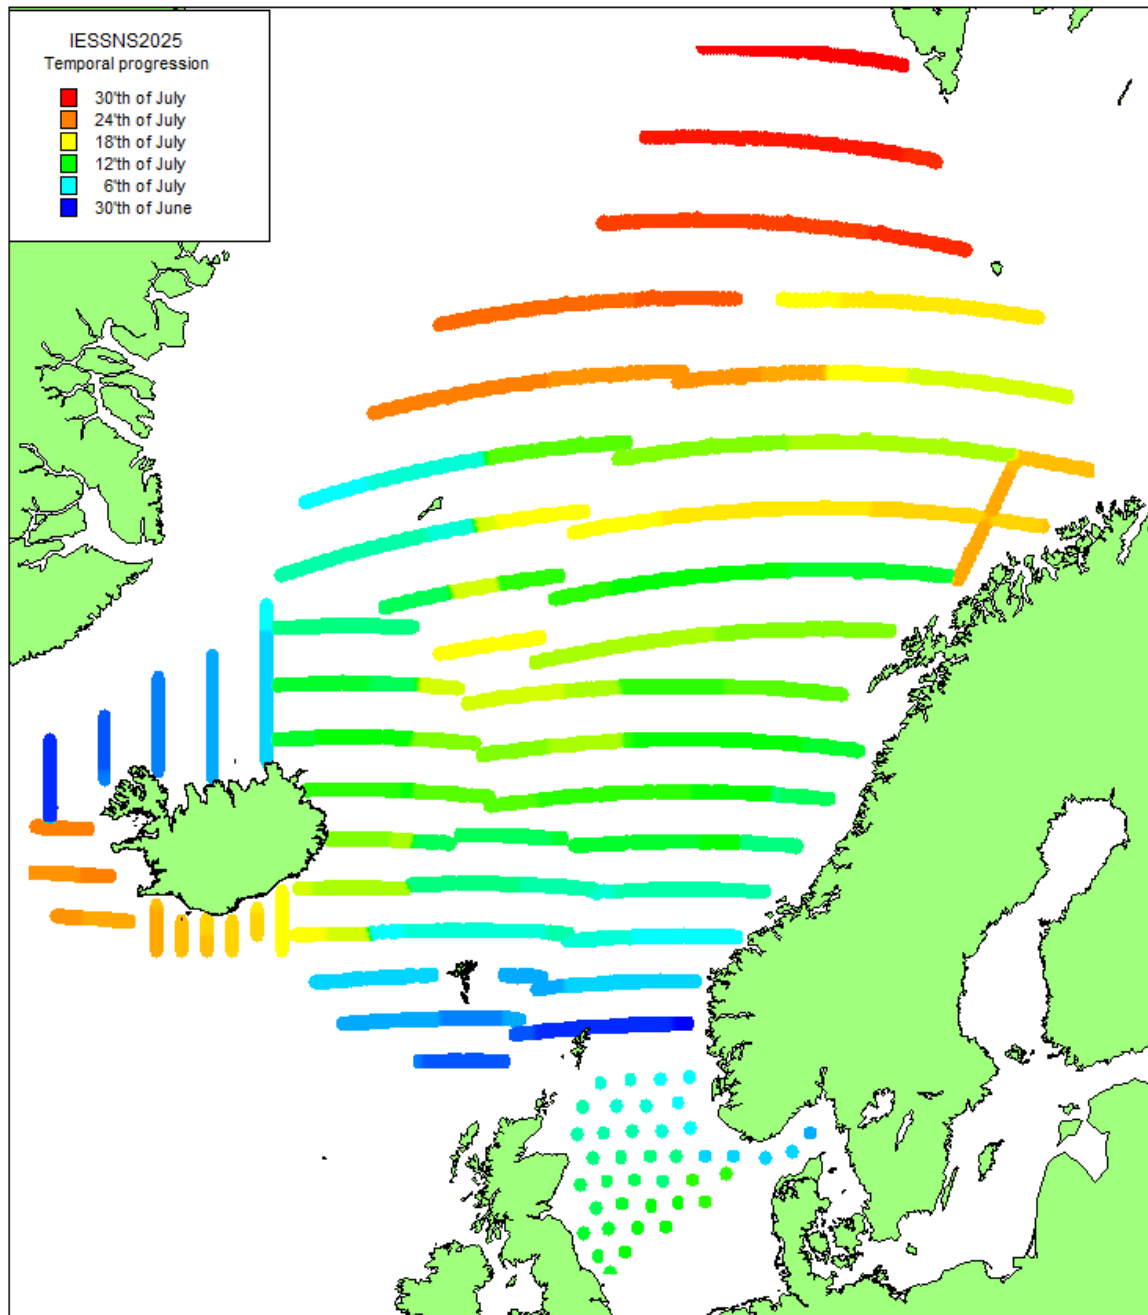 IESSNS2025
Temporal progression
30'th of July
24'th of July
18'th of July
12'th of July
6'th of July
30'th of June